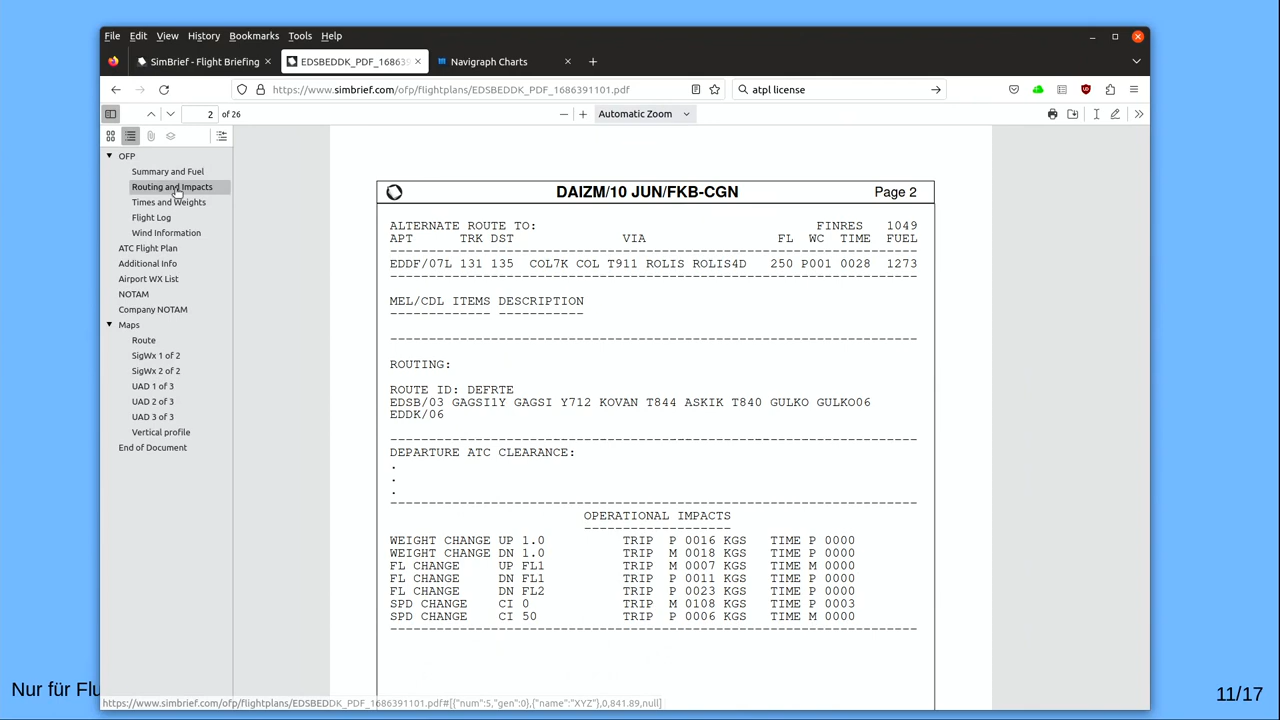 File Edit View History Bookmarks Tools Help
SimBrief - Flight Briefing EDSBEDDK_PDF_168639 Navigraph Charts
https://www.simbrief.com/ofp/flightplans/EDSBEDDK_PDF_1686391101.pdf atpl license
2 of 26 Automatic Zoom
OFP
Summary and Fuel
Routing and Impacts
Times and Weights
Flight Log
Wind Information
ATC Flight Plan
Additional Info
Airport WX List
NOTAM
Company NOTAM
Maps
Route
SigWx 1 of 2
SigWx 2 of 2
UAD 1 of 3
UAD 2 of 3
UAD 3 of 3
Vertical profile
End of Document
DAIZM/10 JUN/FKB-CGN Page 2
ALTERNATE ROUTE TO: FINRES 1049
APT TRK DST VIA FL WC TIME FUEL
EDDF/07L 131 135 COL7K COL T911 ROLIS ROLIS4D 250 P001 0028 1273
MEL/CDL ITEMS DESCRIPTION
ROUTING:
ROUTE ID: DEFRTE
EDSB/03 GAGSI1Y GAGSI Y712 KOVAN T844 ASKIK T840 GULKO GULKO06
EDDK/06
DEPARTURE ATC CLEARANCE:
.
.
.
OPERATIONAL IMPACTS
WEIGHT CHANGE UP 1.0 TRIP P 0016 KGS TIME P 0000
WEIGHT CHANGE DN 1.0 TRIP M 0018 KGS TIME P 0000
FL CHANGE UP FL1 TRIP M 0007 KGS TIME M 0000
FL CHANGE DN FL1 TRIP P 0011 KGS TIME P 0000
FL CHANGE DN FL2 TRIP P 0023 KGS TIME P 0000
SPD CHANGE CI 0 TRIP M 0108 KGS TIME P 0003
SPD CHANGE CI 50 TRIP P 0006 KGS TIME M 0000
Nur für Flu
https://www.simbrief.com/ofp/flightplans/EDSBEDDK_PDF_1686391101.pdf#[{"num":5,"gen":0},{"name":"XYZ"},0,841.89,null]
11/17